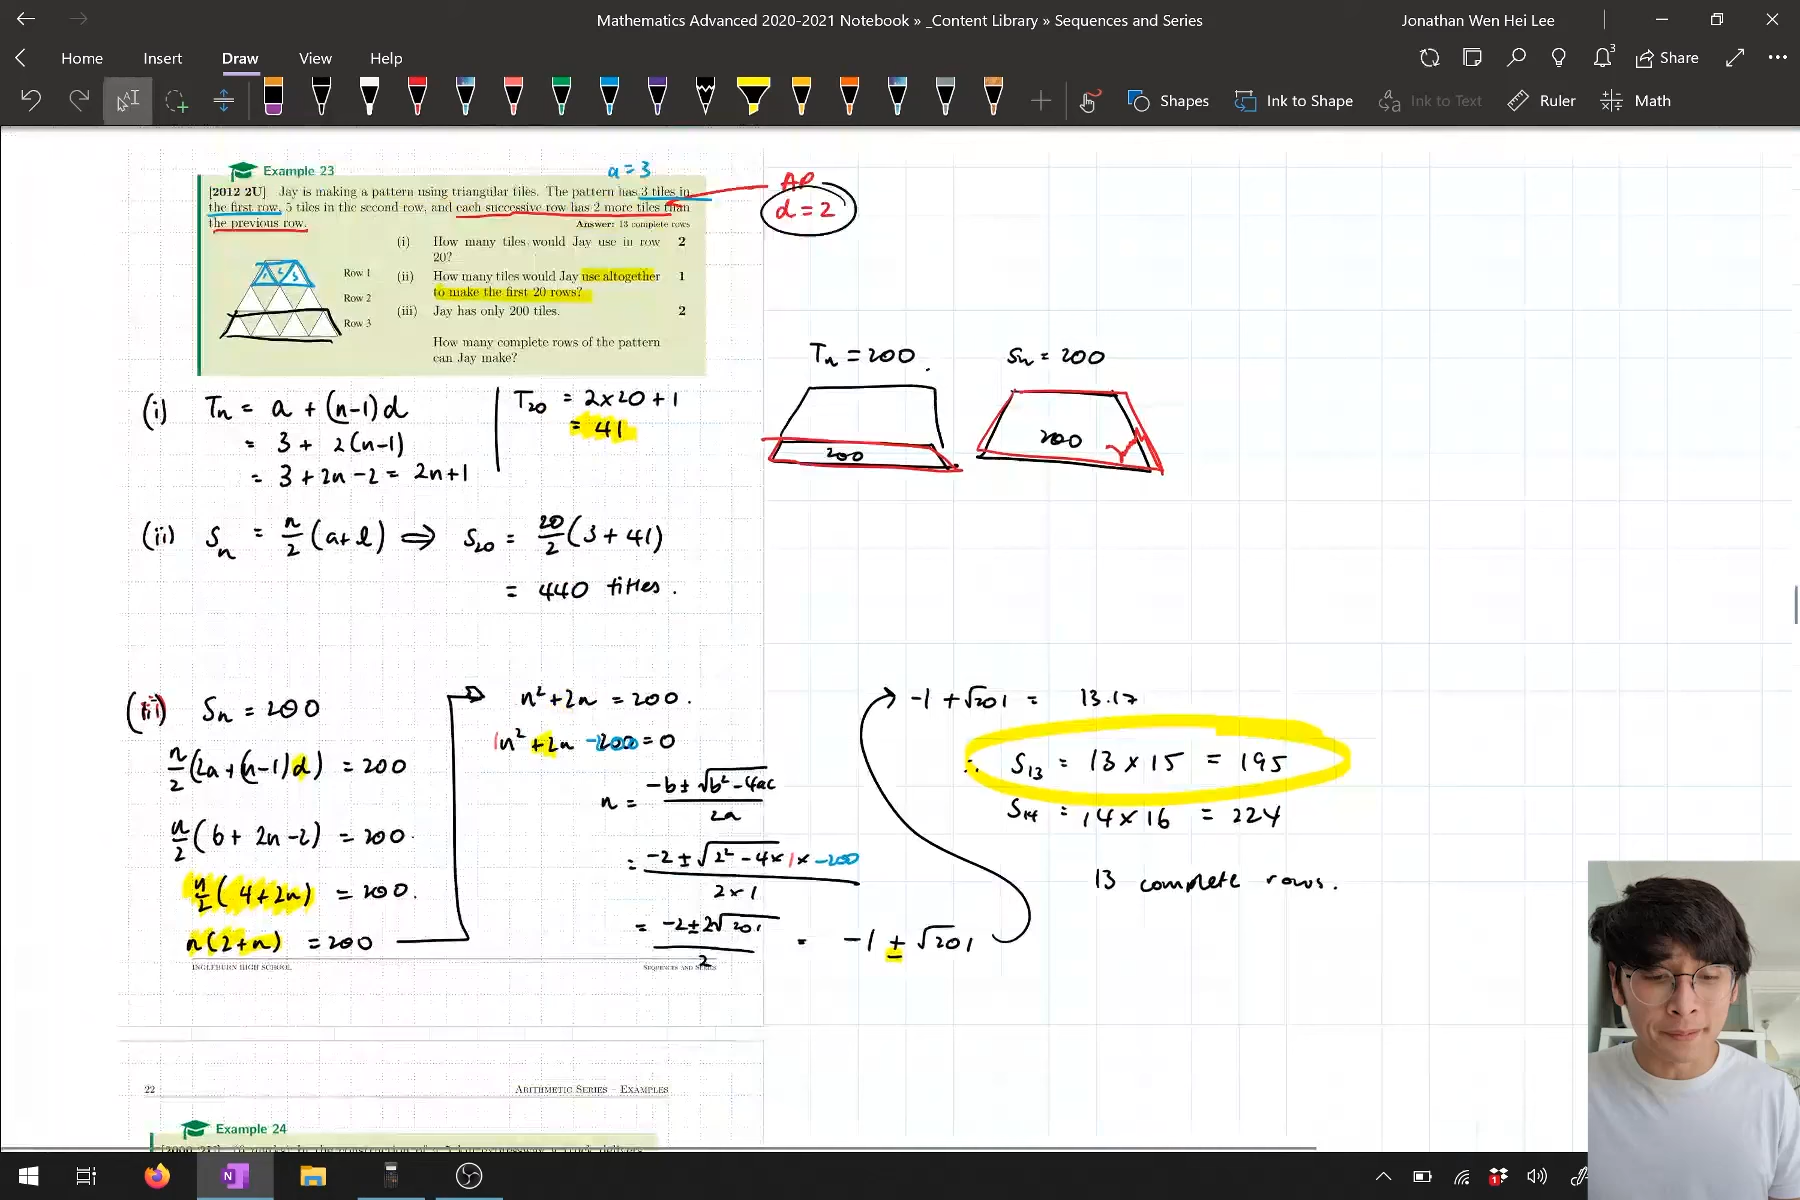 Mathematics Advanced 2020-2021 Notebook » _Content Library » Sequences and Series
Jonathan Wen Hei Lee
Home Insert Draw View Help
3
Share
Shapes Ink to Shape Ink to Text Ruler Math
Example 23
a = 3
[2012 2U] Jay is making a pattern using triangular tiles. The pattern has 3 tiles in
the first row, 5 tiles in the second row, and each successive row has 2 more tiles than
the previous row.
Answer: 13 complete rows
AP
d = 2
(i) How many tiles would Jay use in row 2
20?
(ii) How many tiles would Jay use altogether 1
to make the first 20 rows?
(iii) Jay has only 200 tiles. 2
How many complete rows of the pattern
can Jay make?
Row 1
Row 2
Row 3
(i) Tn = a + (n-1)d
= 3 + 2(n-1)
= 3 + 2n - 2 = 2n+1
T20 = 2×20+1
= 41
Tn = 200.
200
Sn = 200
200
(ii) Sn = n/2 (a+l) ⟹ S20 = 20/2 (3+41)
= 440 titles.
(iii) Sn = 200
n/2 (2a+(n-1)d) = 200
n/2 (6 + 2n-2) = 200.
n/2 (4+2n) = 200.
n(2+n) = 200
n² + 2n = 200.
1n² + 2n - 200 = 0
n = -b ± √b² - 4ac / 2a
= -2 ± √2² - 4 × 1 × -200 / 2×1
= -2 ± 2√201 / 2 = -1 ± √201
-1 + √201 = 13.17
∴ S13 = 13 × 15 = 195
S14 = 14 × 16 = 224
13 complete rows.
INGLEBURN HIGH SCHOOL
SEQUENCES AND SERIES
22
ARITHMETIC SERIES – EXAMPLES
Example 24